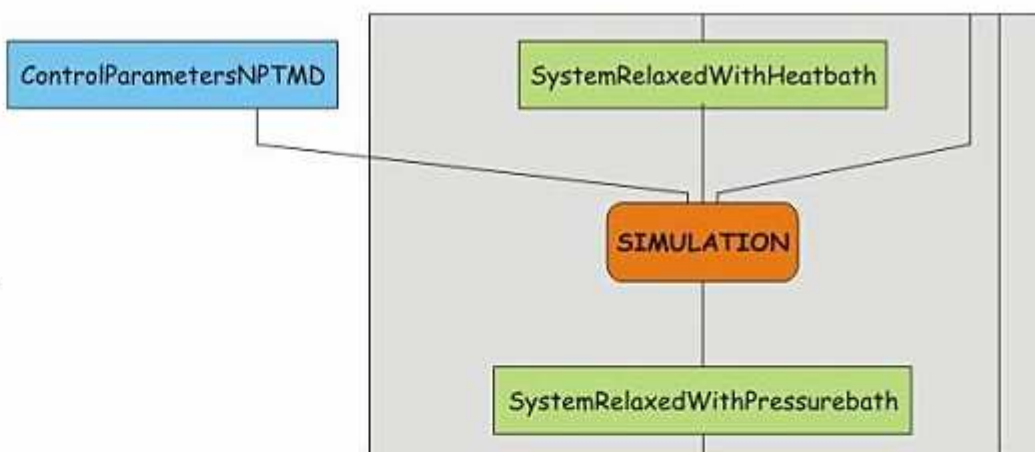 ControlParametersNPTMD
SystemRelaxedWithHeatbath
SIMULATION
SystemRelaxedWithPressurebath